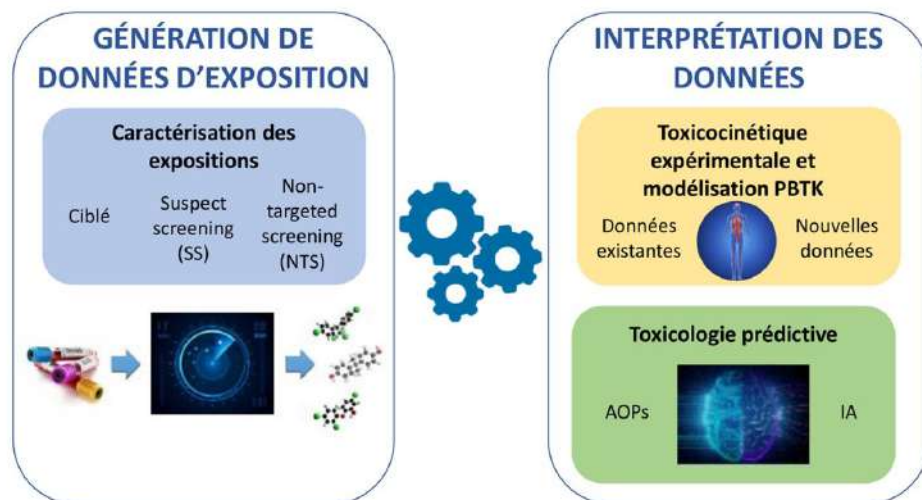 GÉNÉRATION DE
DONNÉES D'EXPOSITION
Caractérisation des
expositions
Ciblé
Suspect
screening
(SS)
Non-
targeted
screening
(NTS)
INTERPRÉTATION DES
DONNÉES
Toxicocinétique
expérimentale et
modélisation PBTK
Données
existantes
Nouvelles
données
Toxicologie prédictive
AOPs
IA